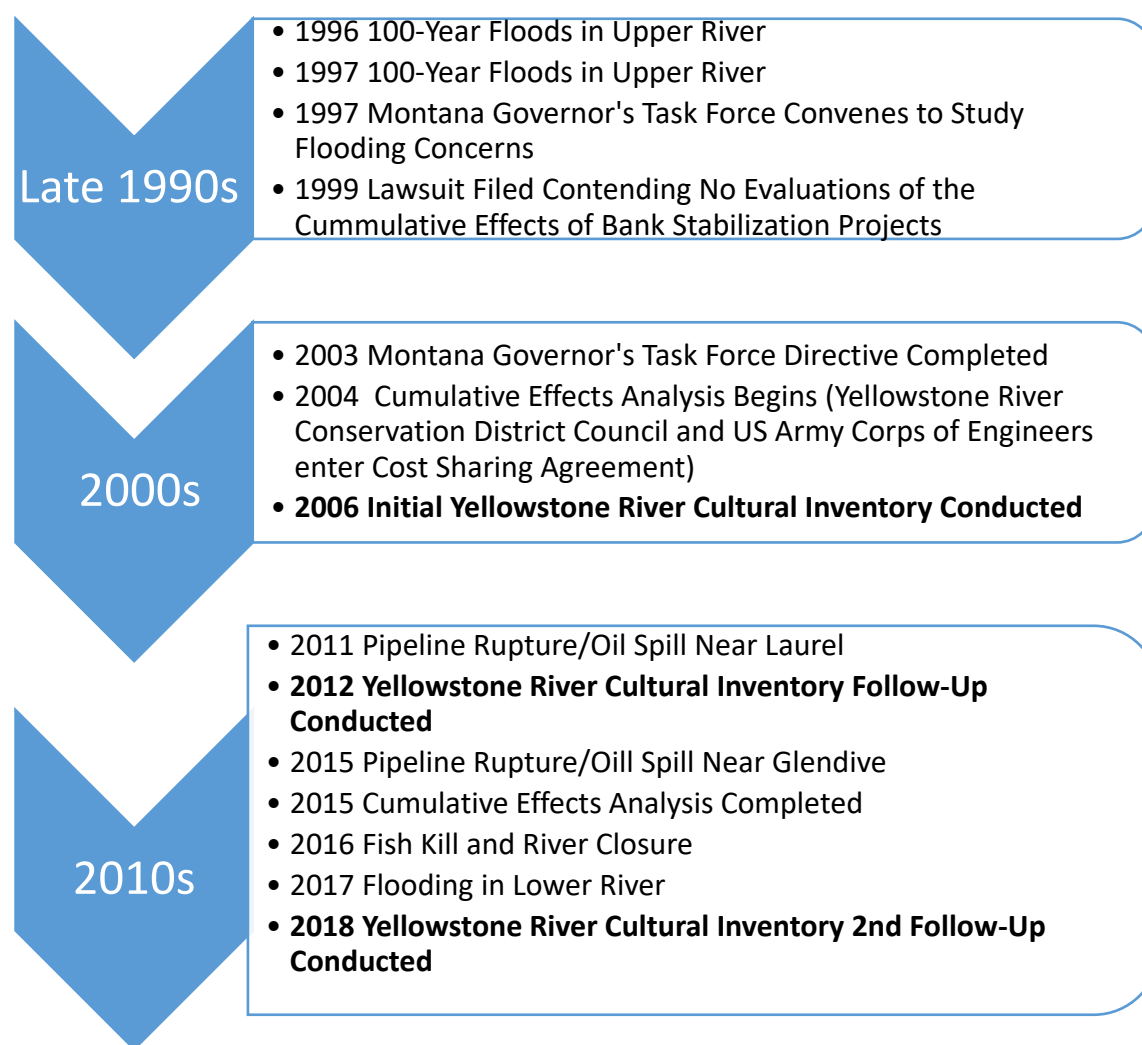 Late 1990s
• 1996 100-Year Floods in Upper River
• 1997 100-Year Floods in Upper River
• 1997 Montana Governor's Task Force Convenes to Study
Flooding Concerns
• 1999 Lawsuit Filed Contending No Evaluations of the
Cummulative Effects of Bank Stabilization Projects
2000s
• 2003 Montana Governor's Task Force Directive Completed
• 2004  Cumulative Effects Analysis Begins (Yellowstone River
Conservation District Council and US Army Corps of Engineers
enter Cost Sharing Agreement)
• 2006 Initial Yellowstone River Cultural Inventory Conducted
2010s
• 2011 Pipeline Rupture/Oil Spill Near Laurel
• 2012 Yellowstone River Cultural Inventory Follow-Up
Conducted
• 2015 Pipeline Rupture/Oill Spill Near Glendive
• 2015 Cumulative Effects Analysis Completed
• 2016 Fish Kill and River Closure
• 2017 Flooding in Lower River
• 2018 Yellowstone River Cultural Inventory 2nd Follow-Up
Conducted